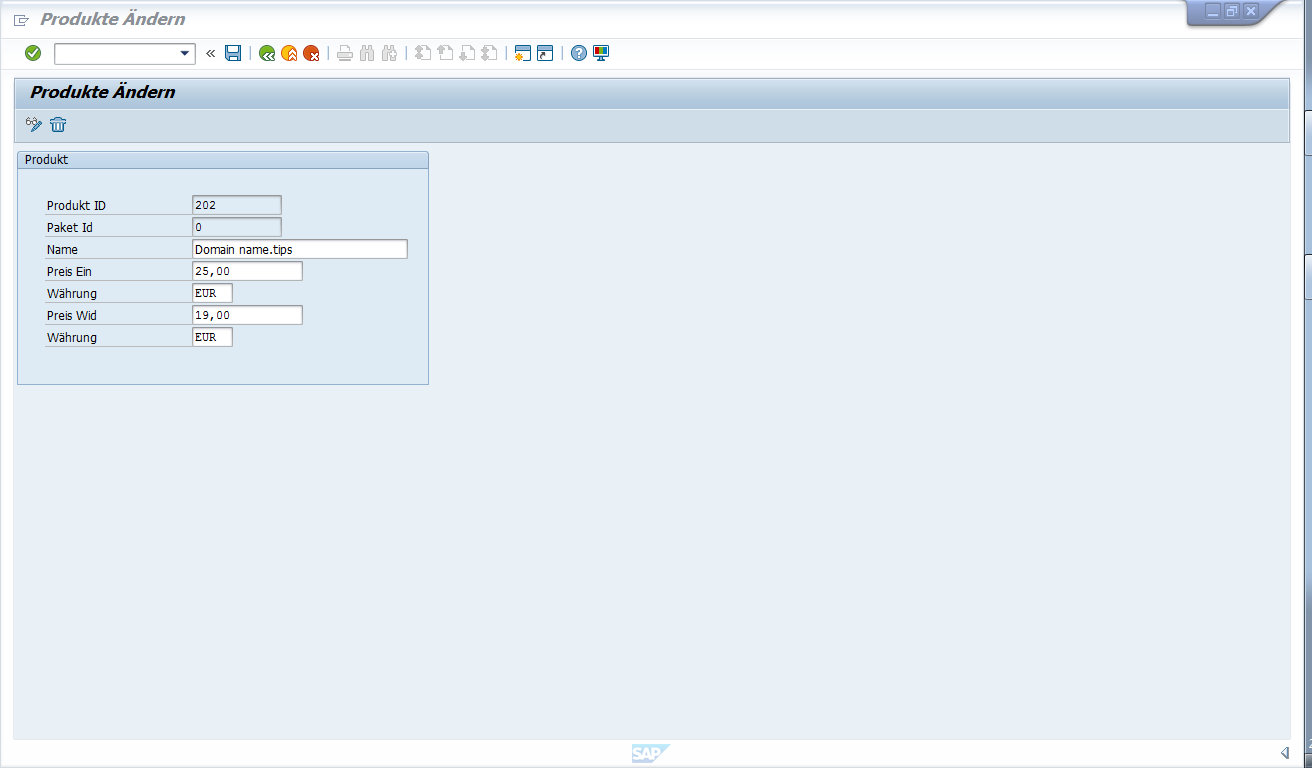 Produkte Ändern
Produkte Ändern
Produkt
Produkt ID 202
Paket Id 0
Name Domain name.tips
Preis Ein 25,00
Währung EUR
Preis Wid 19,00
Währung EUR
SAP